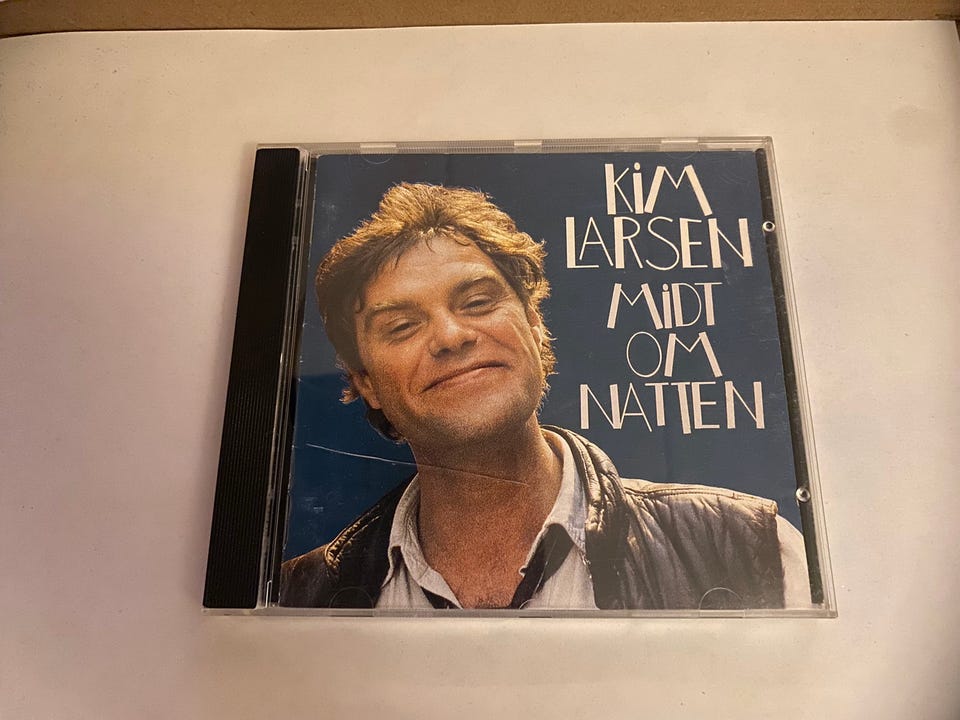 KiM
LARSEN
MiDT
OM
NATTEN